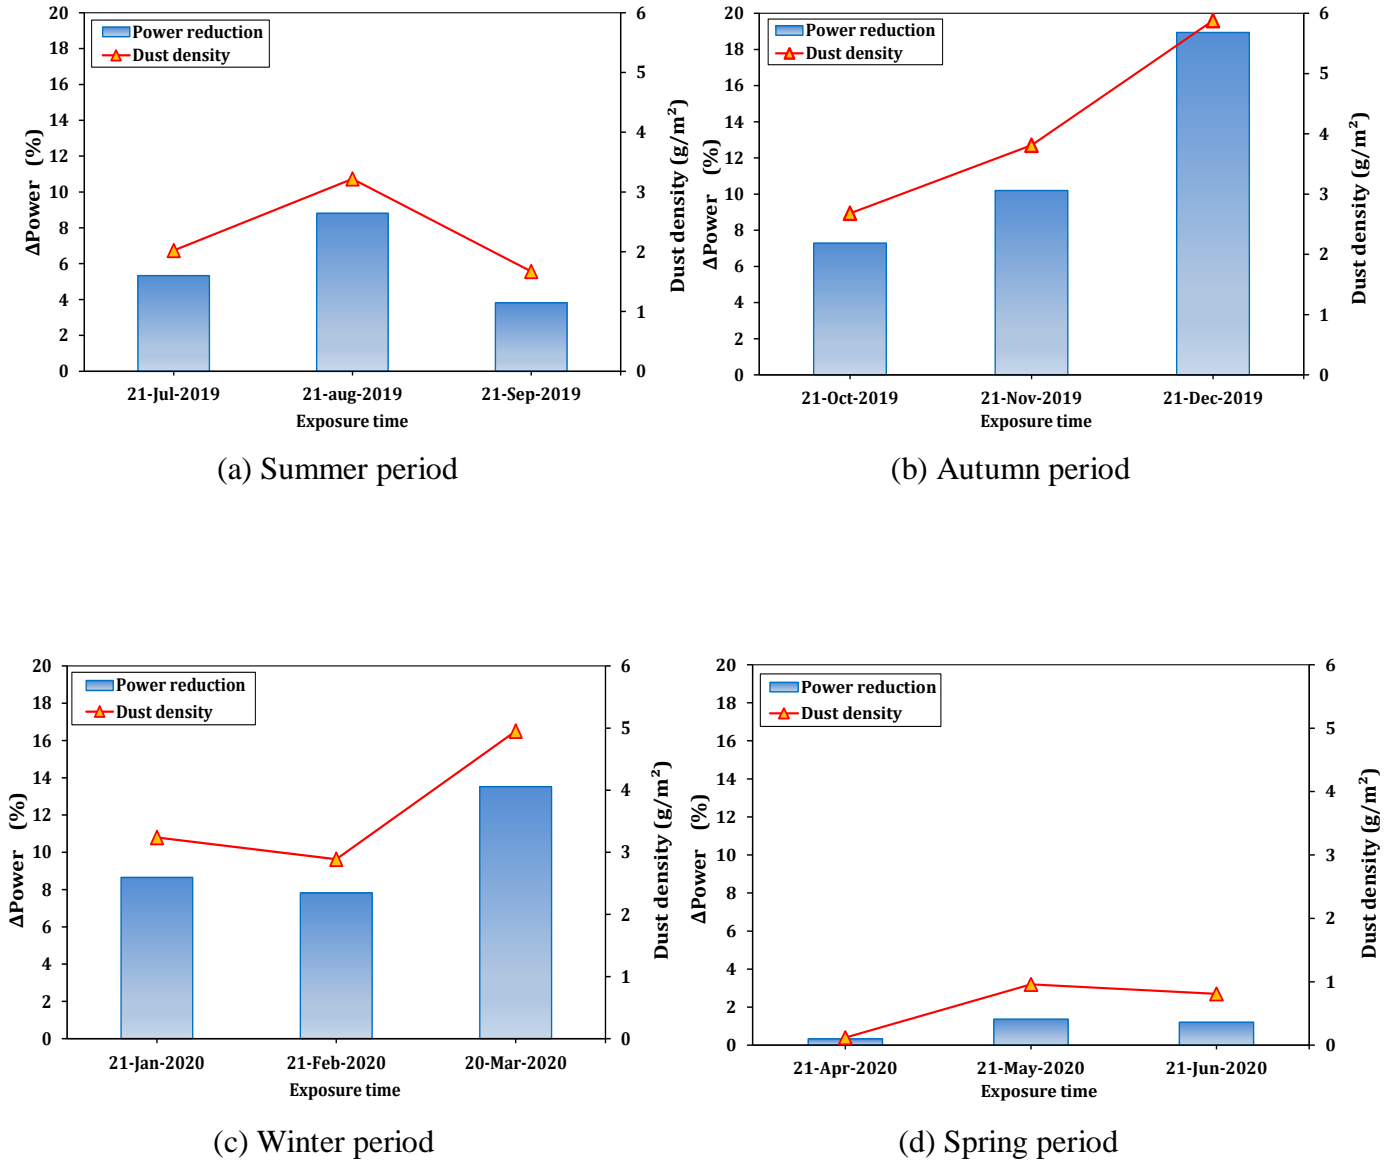 20
18
16
14
12
10
8
6
4
2
0
ΔPower (%)
Power reduction
Dust density
6
5
4
3
2
1
0
Dust density (g/m²)
21-Jul-2019 21-aug-2019 21-Sep-2019
Exposure time
(a) Summer period
20
18
16
14
12
10
8
6
4
2
0
ΔPower (%)
Power reduction
Dust density
6
5
4
3
2
1
0
Dust density (g/m²)
21-Oct-2019 21-Nov-2019 21-Dec-2019
Exposure time
(b) Autumn period
20
18
16
14
12
10
8
6
4
2
0
ΔPower (%)
Power reduction
Dust density
6
5
4
3
2
1
0
Dust density (g/m²)
21-Jan-2020 21-Feb-2020 20-Mar-2020
Exposure time
(c) Winter period
20
18
16
14
12
10
8
6
4
2
0
ΔPower (%)
Power reduction
Dust density
6
5
4
3
2
1
0
Dust density (g/m²)
21-Apr-2020 21-May-2020 21-Jun-2020
Exposure time
(d) Spring period